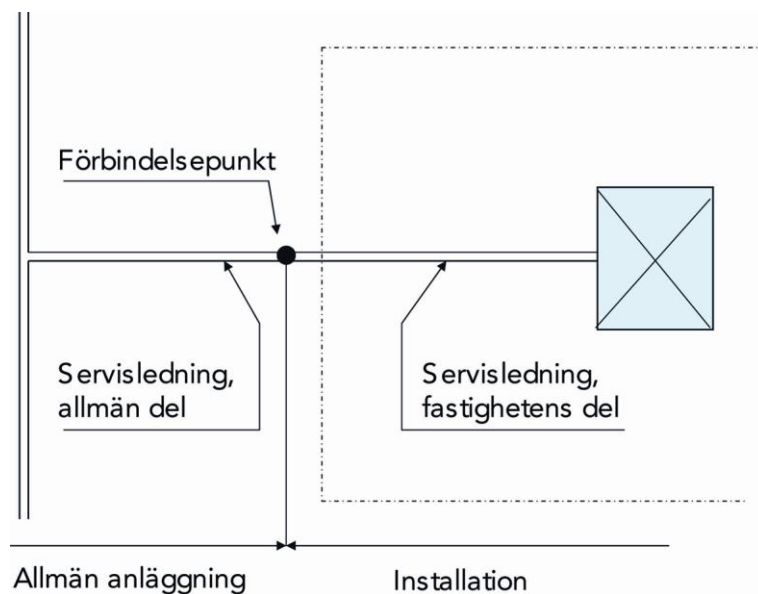 Förbindelsepunkt
Servisledning,
allmän del
Servisledning,
fastighetens del
Allmän anläggning
Installation